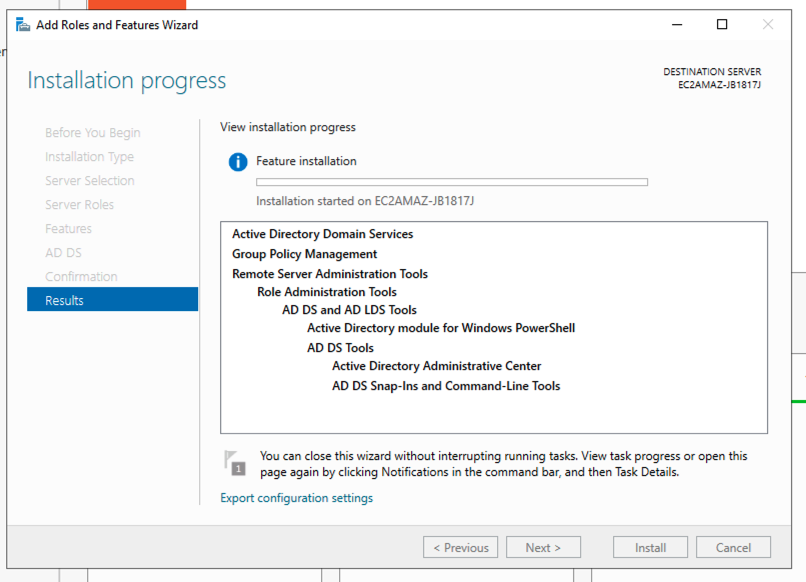 Add Roles and Features Wizard
Installation progress
DESTINATION SERVER
EC2AMAZ-JB1817J
Before You Begin
Installation Type
Server Selection
Server Roles
Features
AD DS
Confirmation
Results
View installation progress
Feature installation
Installation started on EC2AMAZ-JB1817J
Active Directory Domain Services
Group Policy Management
Remote Server Administration Tools
Role Administration Tools
AD DS and AD LDS Tools
Active Directory module for Windows PowerShell
AD DS Tools
Active Directory Administrative Center
AD DS Snap-Ins and Command-Line Tools
1
You can close this wizard without interrupting running tasks. View task progress or open this
page again by clicking Notifications in the command bar, and then Task Details.
Export configuration settings
< Previous
Next >
Install
Cancel